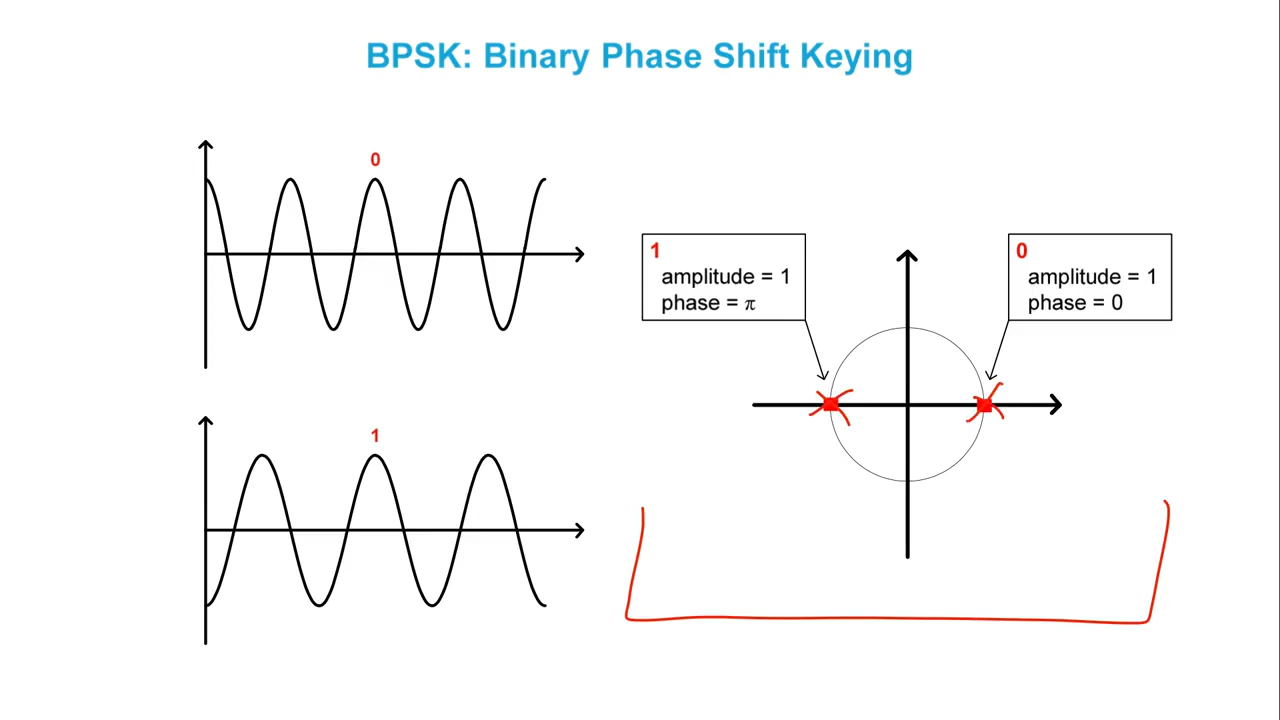 BPSK: Binary Phase Shift Keying
0
1
1
amplitude = 1
phase = π
0
amplitude = 1
phase = 0